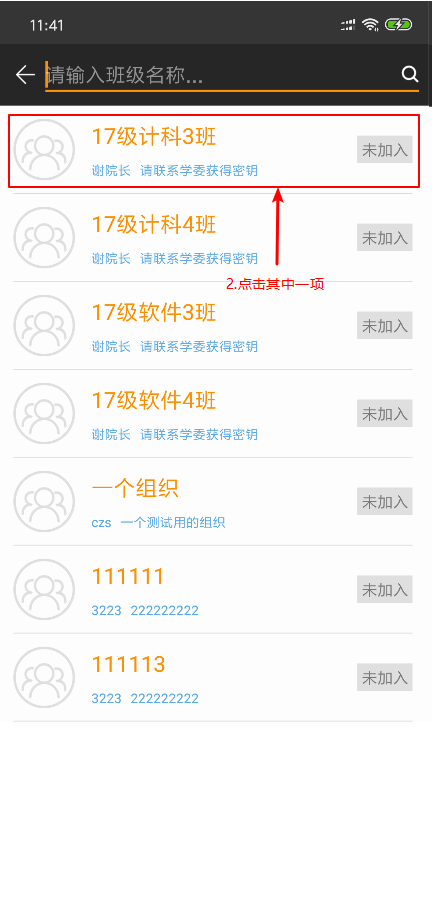 11:41
请输入班级名称...
17级计科3班
未加入
谢院长 请联系学委获得密钥
17级计科4班
未加入
谢院长 请联系学委获得密钥
2.点击其中一项
17级软件3班
未加入
谢院长 请联系学委获得密钥
17级软件4班
未加入
谢院长 请联系学委获得密钥
一个组织
未加入
czs 一个测试用的组织
111111
未加入
3223 222222222
111113
未加入
3223 222222222